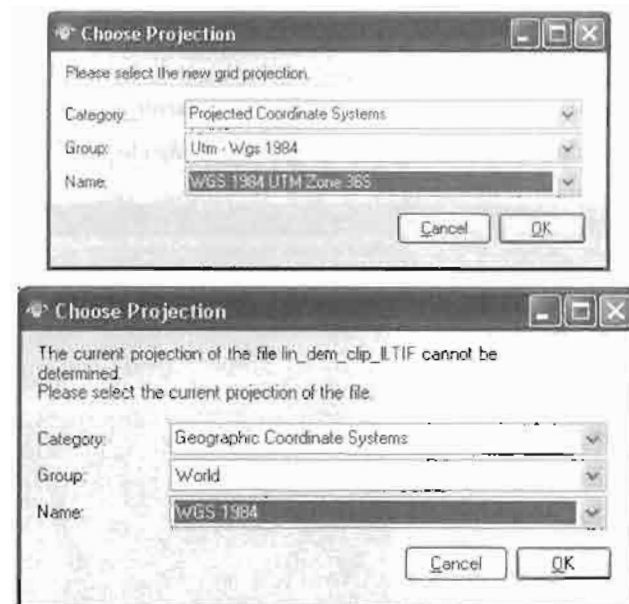 Choose Projection
Please select the new grid projection.
Category: Projected Coordinate Systems
Group: Utm - Wgs 1984
Name: WGS 1984 UTM Zone 36S
Cancel OK
Choose Projection
The current projection of the file lin_dem_clip_ILTIF cannot be
determined.
Please select the current projection of the file.
Category: Geographic Coordinate Systems
Group: World
Name: WGS 1984
Cancel OK